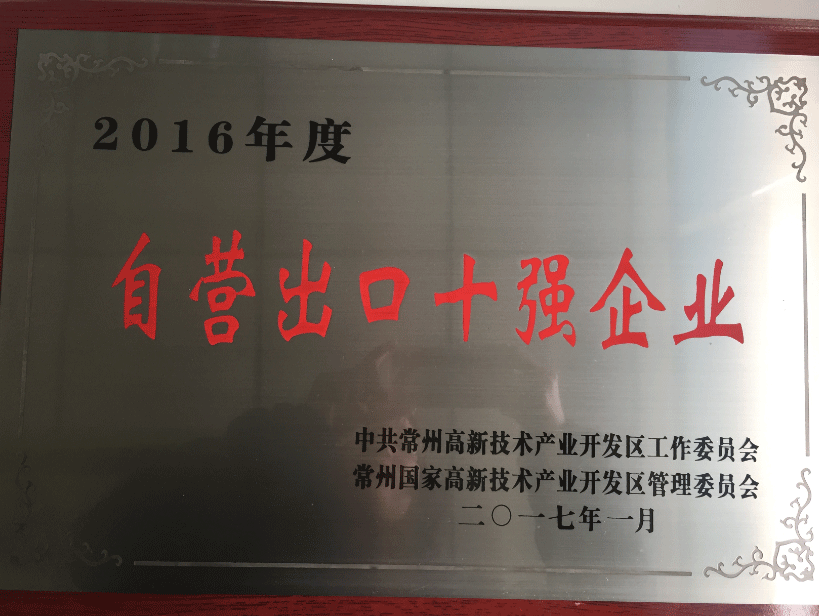 2016年度
自营出口十强企业
中共常州高新技术产业开发区工作委员会
常州国家高新技术产业开发区管理委员会
二〇一七年一月